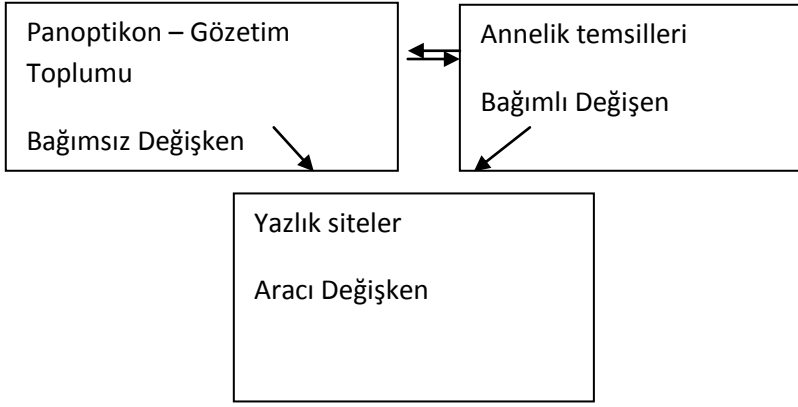 Panoptikon – Gözetim
Toplumu
Bağımsız Değişken
Annelik temsilleri
Bağımlı Değişen
Yazlık siteler
Aracı Değişken